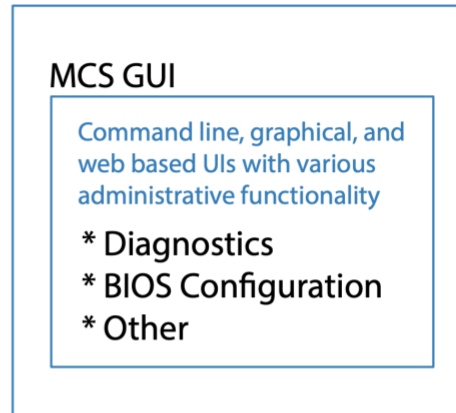 MCS GUI
Command line, graphical, and
web based UIs with various
administrative functionality
* Diagnostics
* BIOS Configuration
* Other